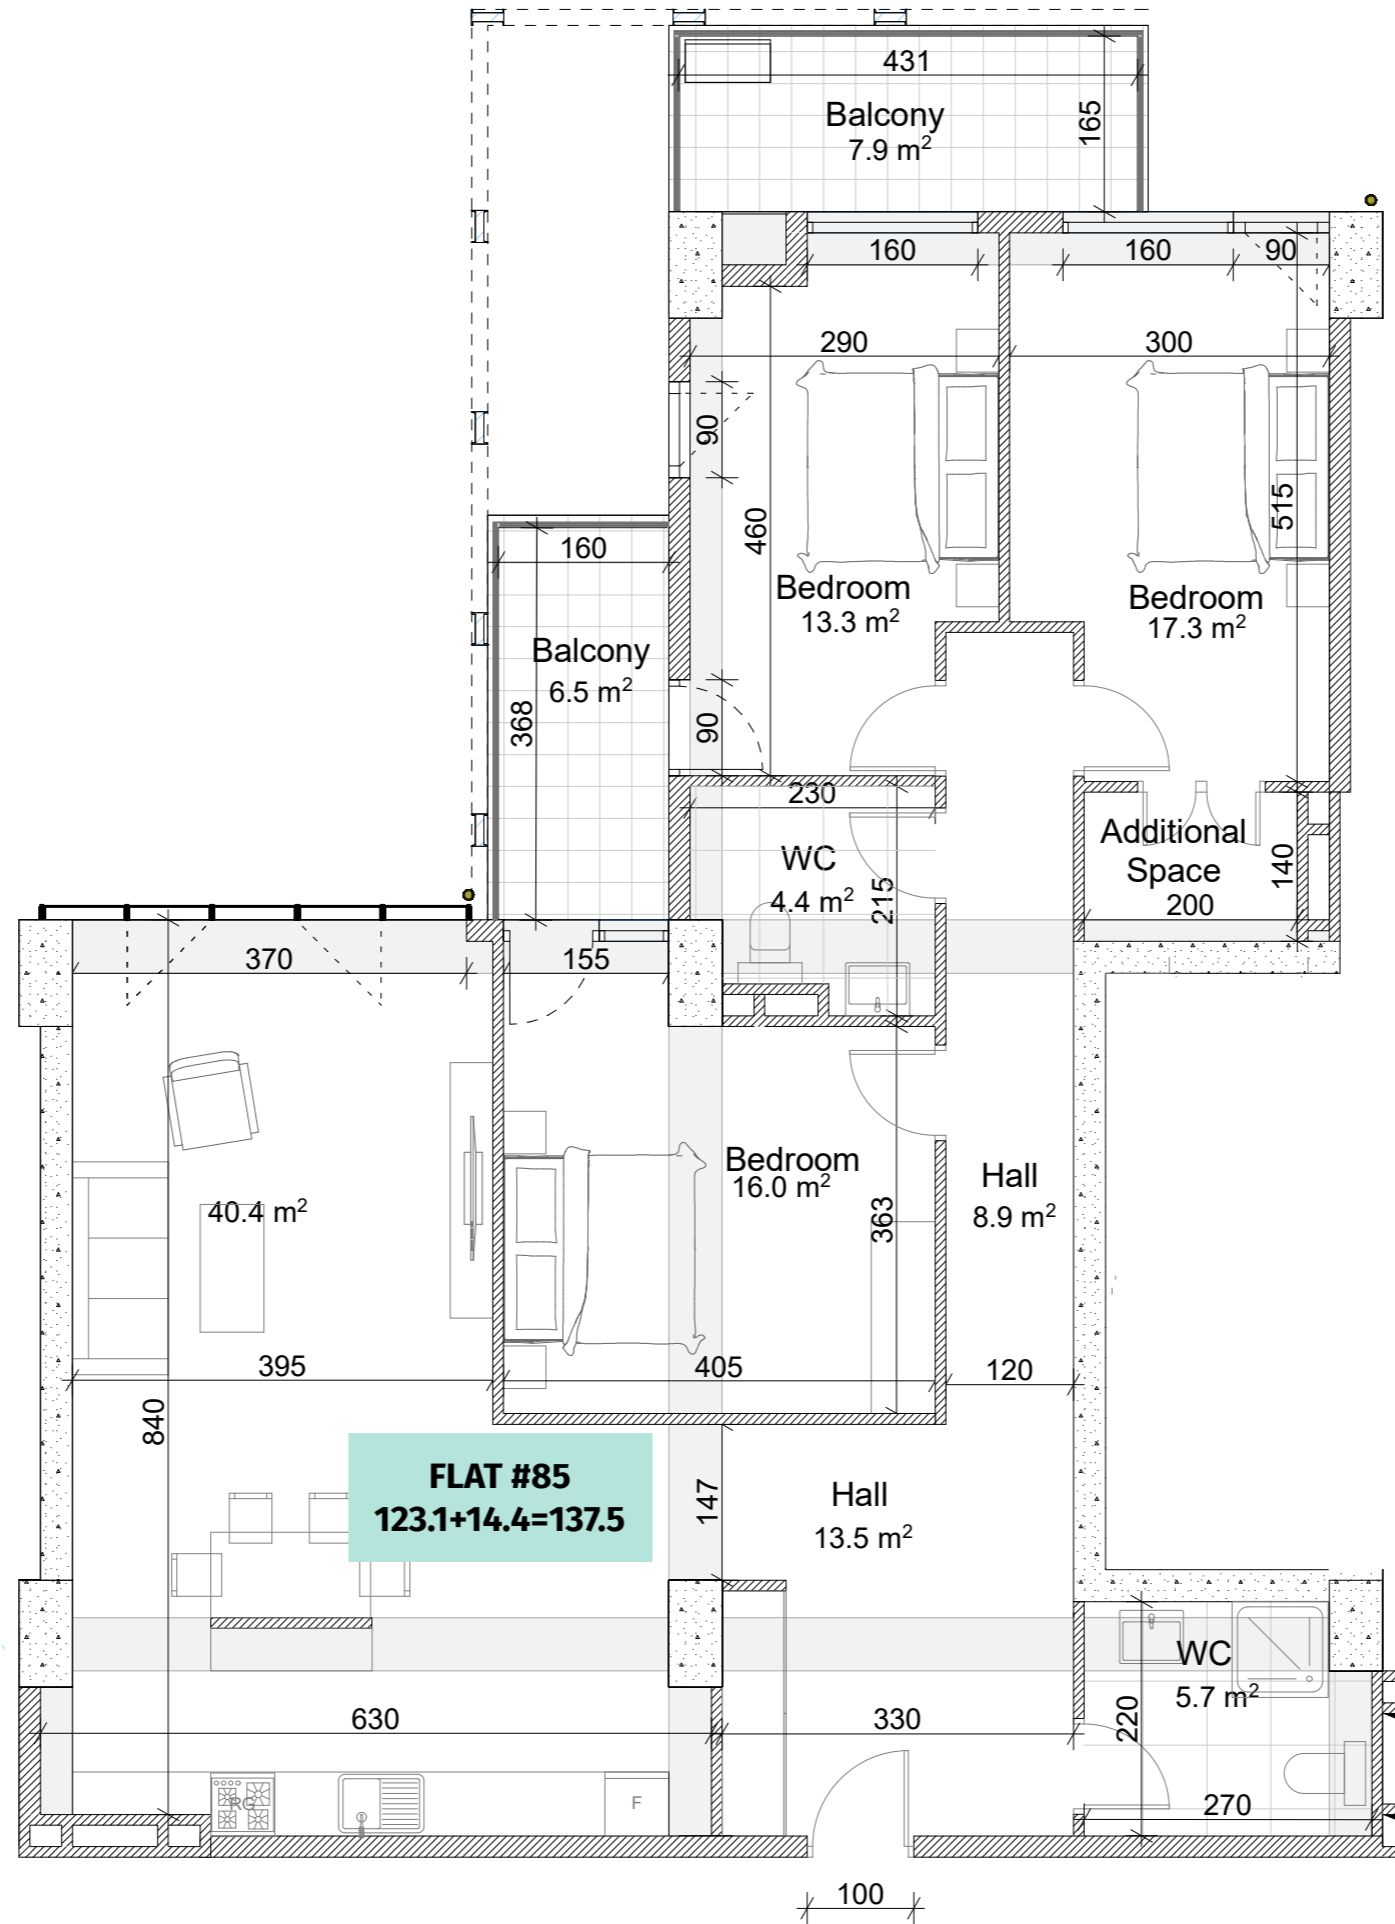 431
165
Balcony
7.9 m²
160
160
90
290
300
90
460
515
160
Bedroom
13.3 m²
Bedroom
17.3 m²
Balcony
6.5 m²
368
90
230
WC
4.4 m²
215
Additional
Space
140
200
370
155
Bedroom
16.0 m²
363
Hall
8.9 m²
40.4 m²
395
405
120
840
FLAT #85
123.1+14.4=137.5
147
Hall
13.5 m²
WC
5.7 m²
220
630
330
270
RG
F
100